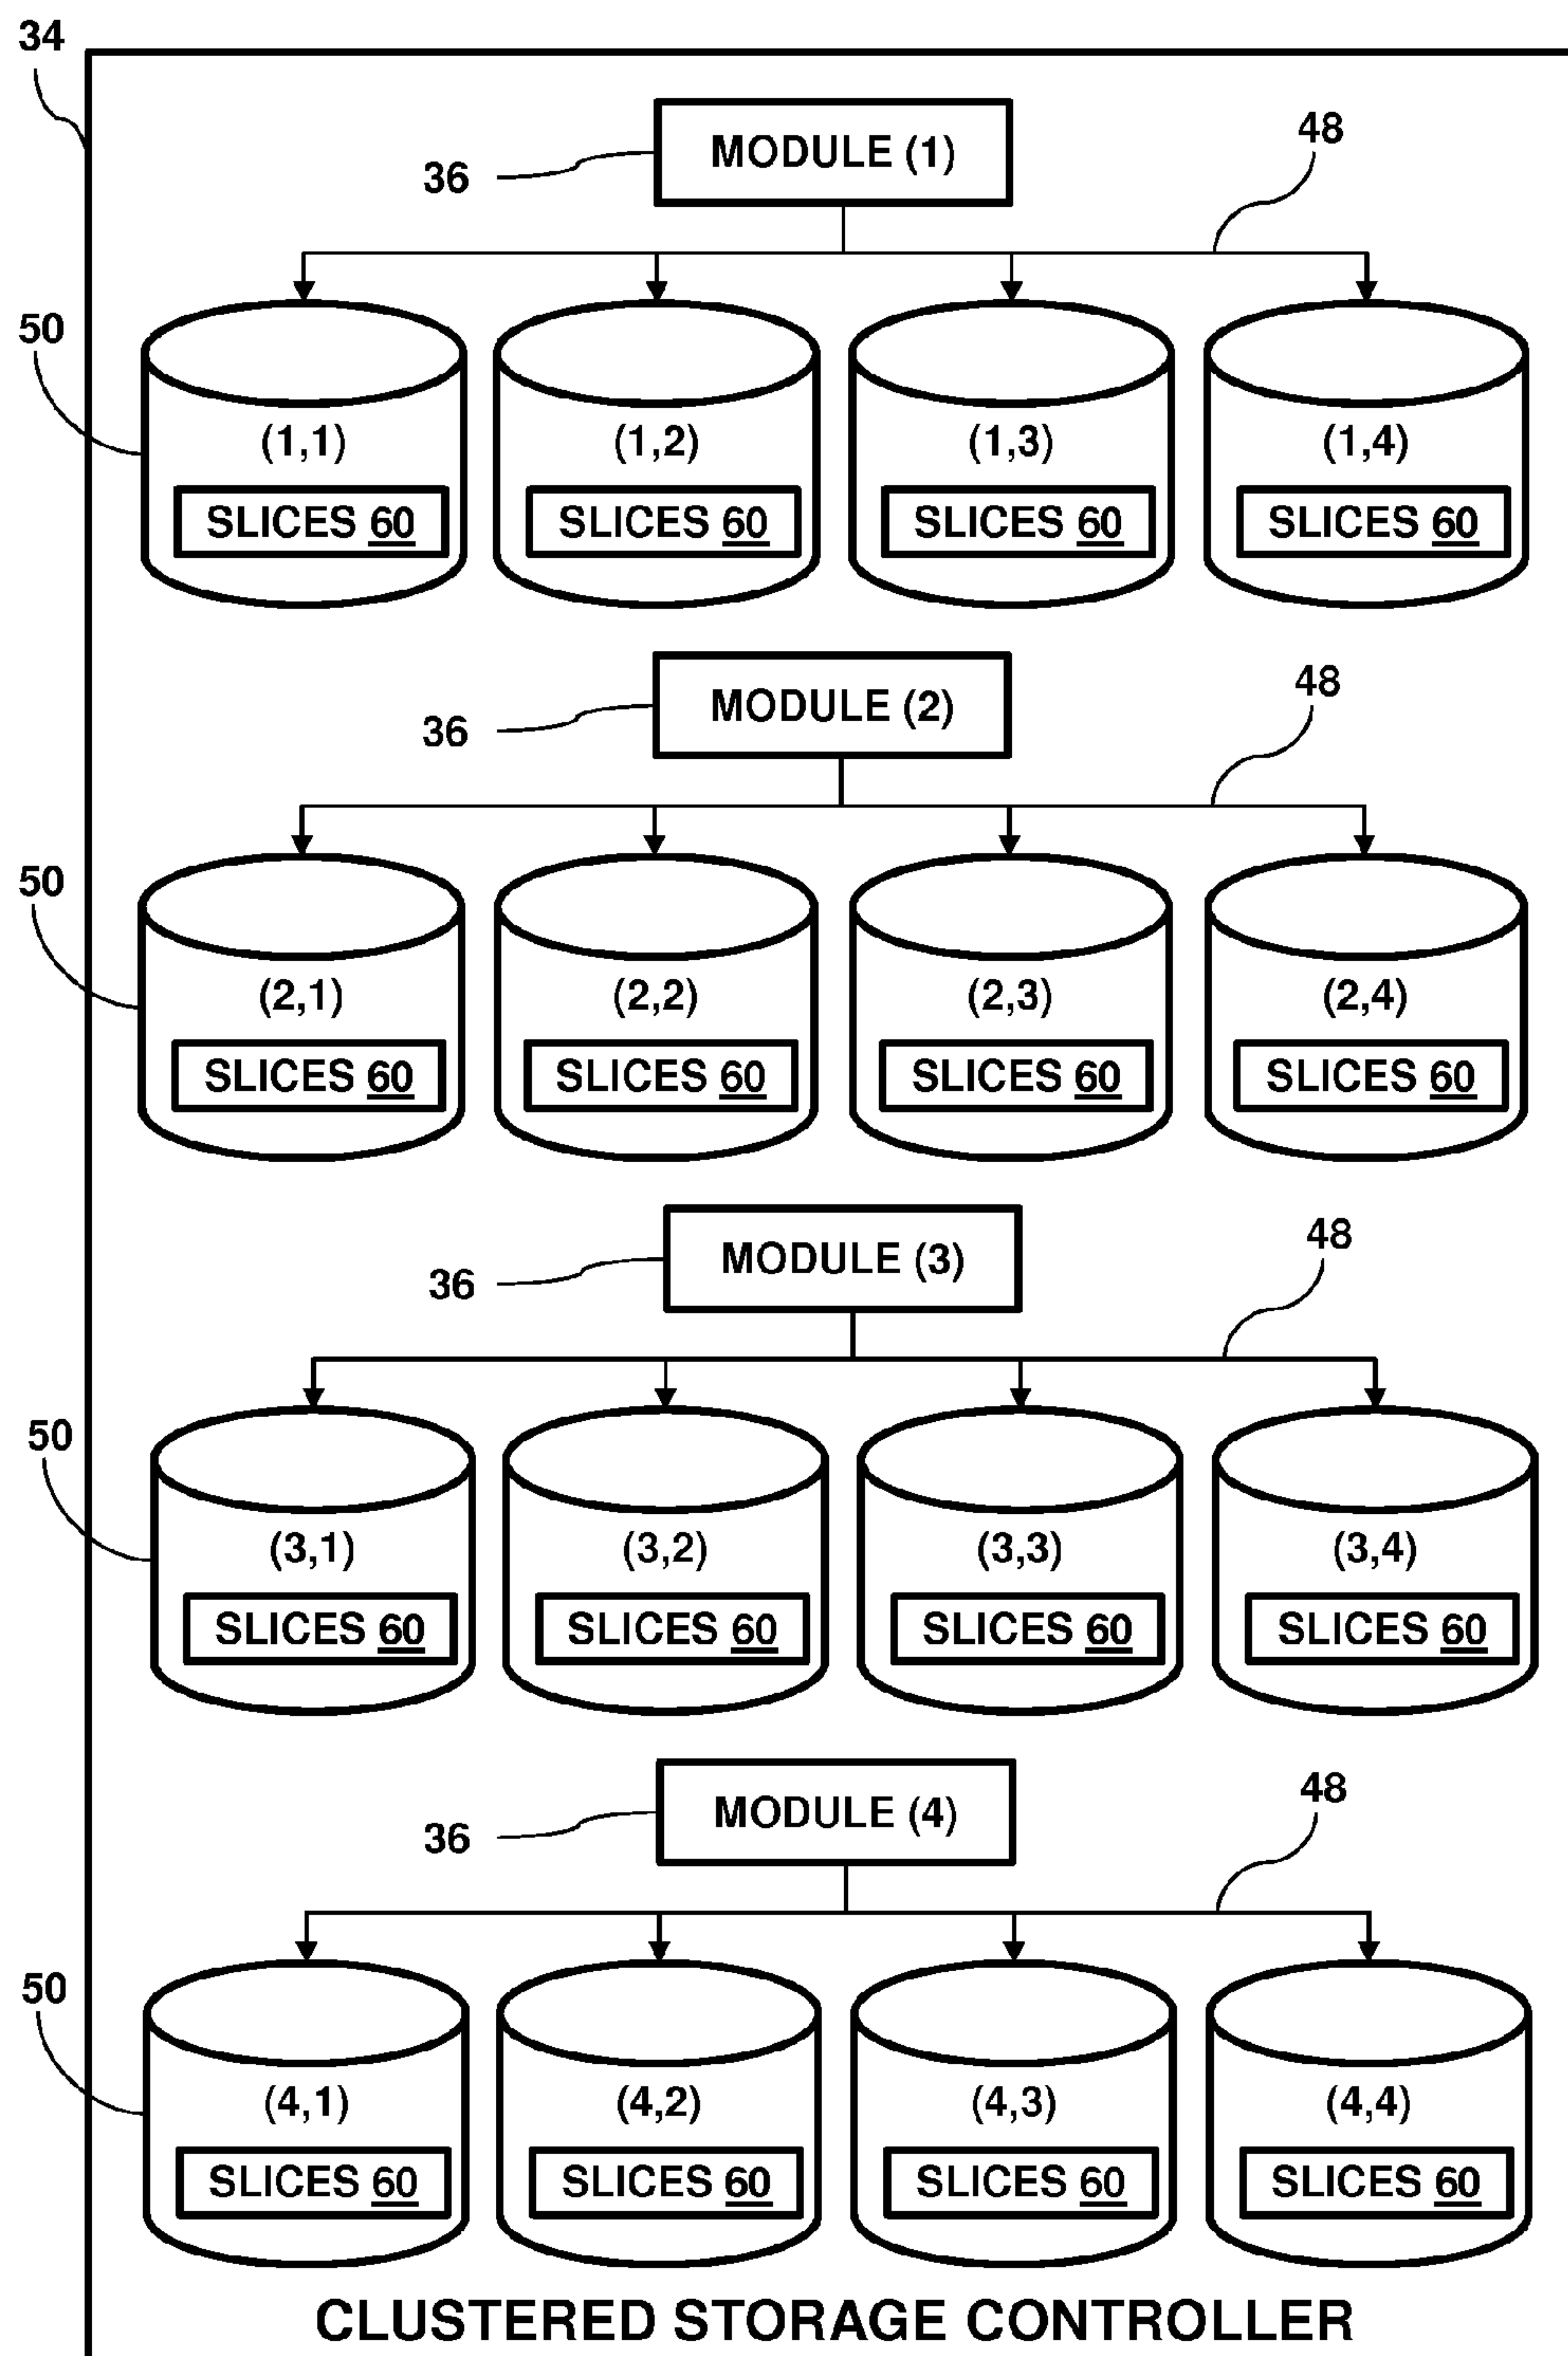 34
MODULE (1)
48
36
50
(1,1) (1,2) (1,3) (1,4)
SLICES 60 SLICES 60 SLICES 60 SLICES 60
MODULE (2)
48
36
50
(2,1) (2,2) (2,3) (2,4)
SLICES 60 SLICES 60 SLICES 60 SLICES 60
MODULE (3)
48
36
50
(3,1) (3,2) (3,3) (3,4)
SLICES 60 SLICES 60 SLICES 60 SLICES 60
MODULE (4)
48
36
50
(4,1) (4,2) (4,3) (4,4)
SLICES 60 SLICES 60 SLICES 60 SLICES 60
CLUSTERED STORAGE CONTROLLER